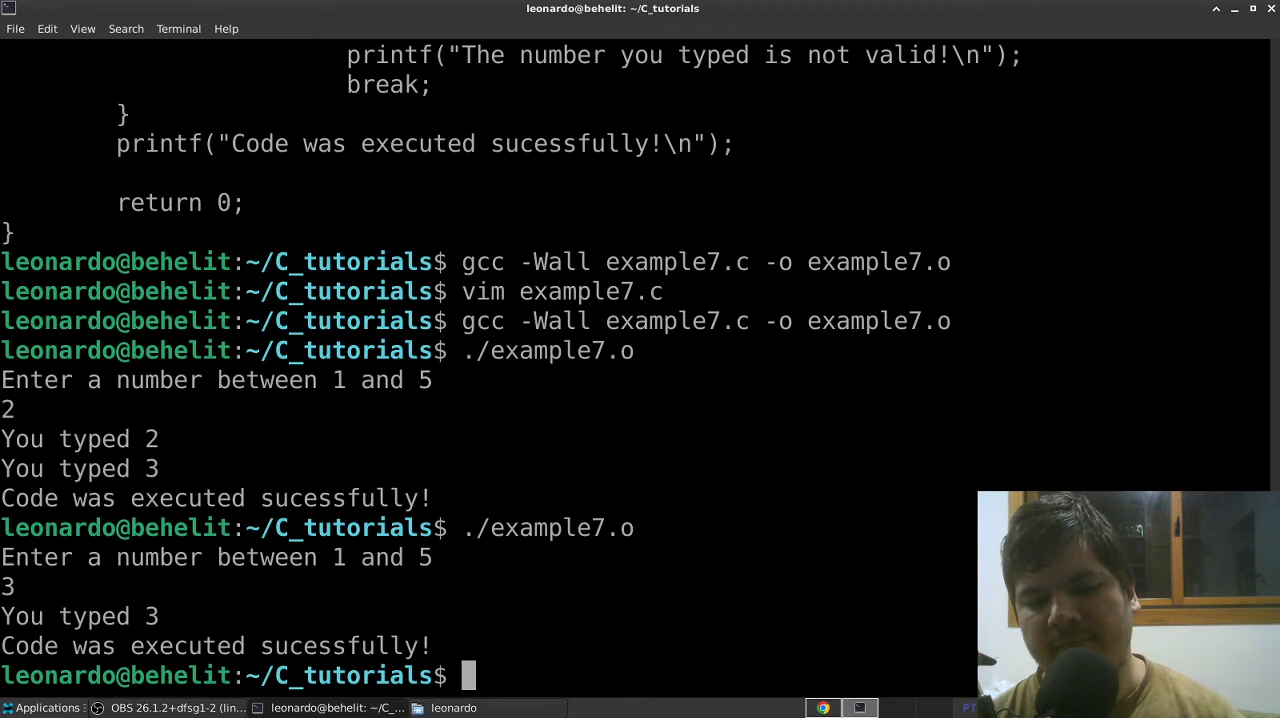 leonardo@behelit: ~/C_tutorials
File Edit View Search Terminal Help
printf("The number you typed is not valid!\n");
break;
}
printf("Code was executed sucessfully!\n");
return 0;
}
leonardo@behelit:~/C_tutorials$ gcc -Wall example7.c -o example7.o
leonardo@behelit:~/C_tutorials$ vim example7.c
leonardo@behelit:~/C_tutorials$ gcc -Wall example7.c -o example7.o
leonardo@behelit:~/C_tutorials$ ./example7.o
Enter a number between 1 and 5
2
You typed 2
You typed 3
Code was executed sucessfully!
leonardo@behelit:~/C_tutorials$ ./example7.o
Enter a number between 1 and 5
3
You typed 3
Code was executed sucessfully!
leonardo@behelit:~/C_tutorials$
Applications OBS 26.1.2+dfsg1-2 (lin... leonardo@behelit: ~/C_... leonardo PT